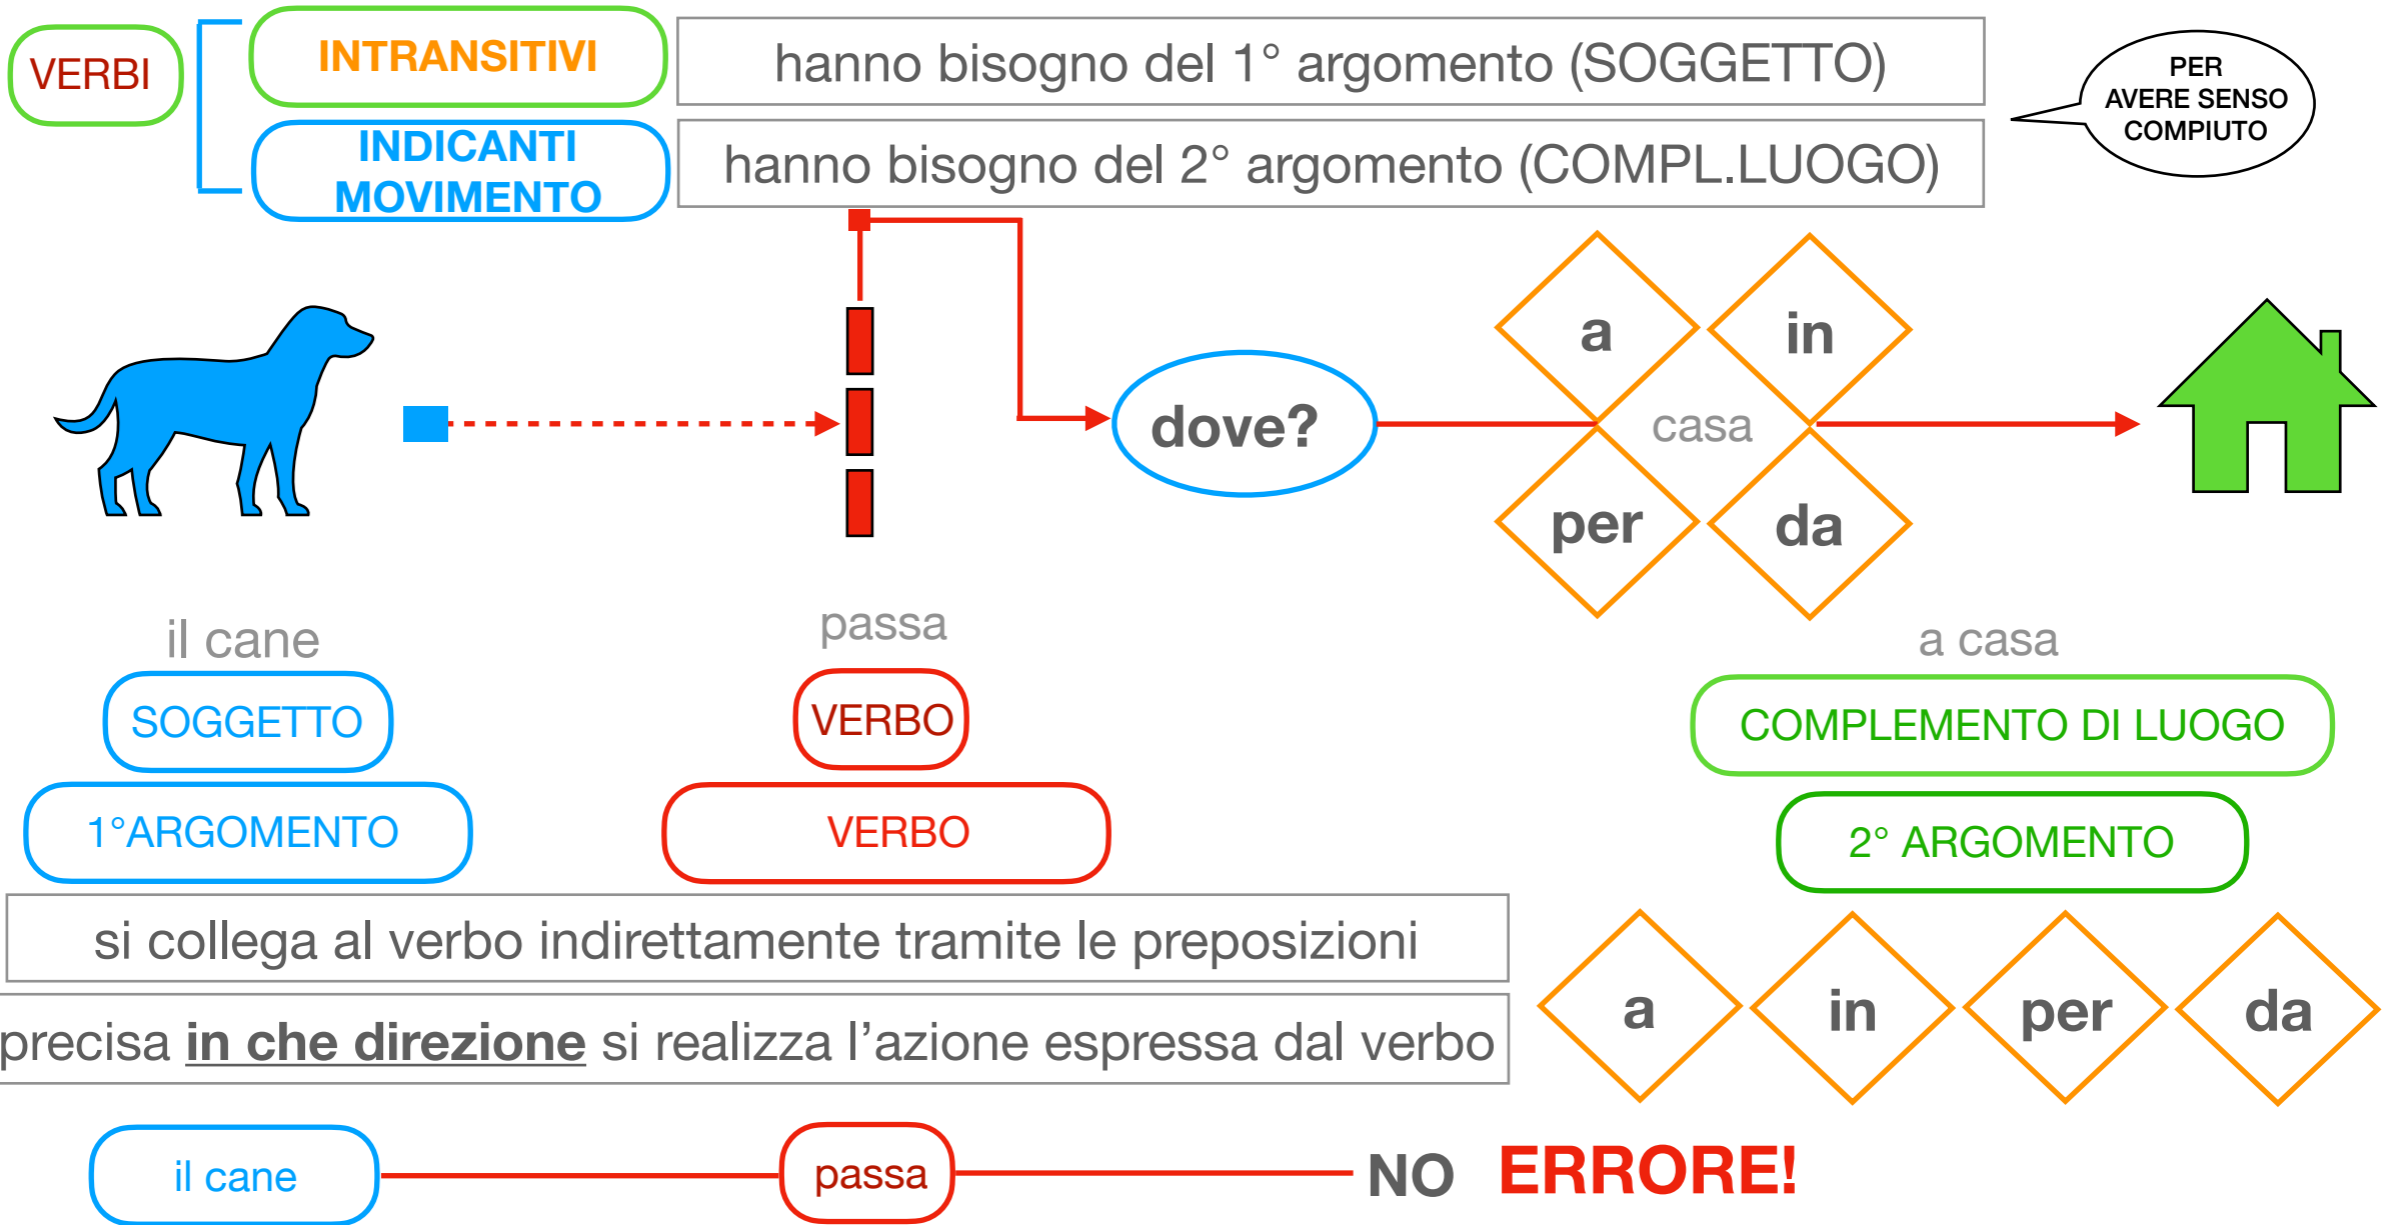 VERBI
INTRANSITIVI
hanno bisogno del 1° argomento (SOGGETTO)
INDICANTI
MOVIMENTO
hanno bisogno del 2° argomento (COMPL.LUOGO)
PER
AVERE SENSO
COMPIUTO
a
in
dove?
casa
per
da
il cane
passa
a casa
SOGGETTO
VERBO
COMPLEMENTO DI LUOGO
1°ARGOMENTO
VERBO
2° ARGOMENTO
si collega al verbo indirettamente tramite le preposizioni
precisa in che direzione si realizza l'azione espressa dal verbo
a
in
per
da
il cane
passa
NO
ERRORE!